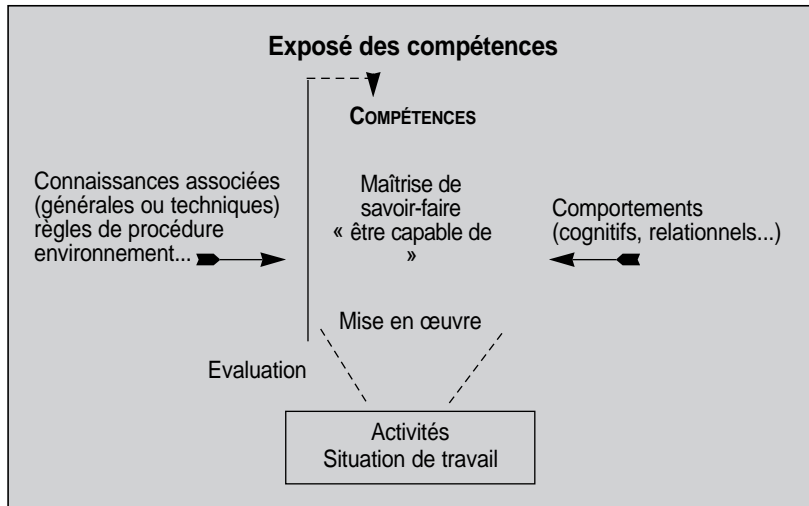 Exposé des compétences
COMPÉTENCES
Connaissances associées
(générales ou techniques)
règles de procédure
environnement...
Maîtrise de
savoir-faire
« être capable de
»
Comportements
(cognitifs, relationnels...)
Mise en œuvre
Evaluation
Activités
Situation de travail